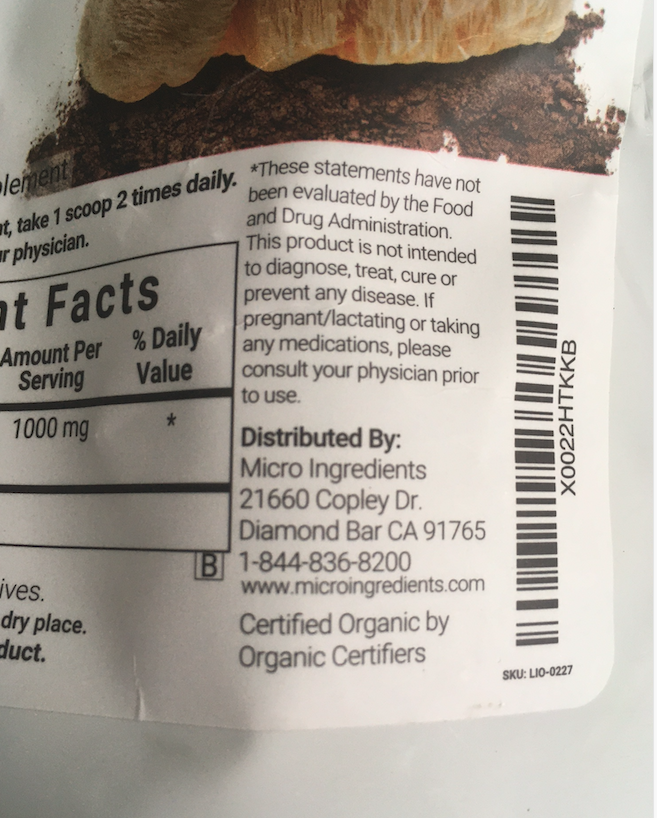 lement
t, take 1 scoop 2 times daily.
r physician.
t Facts
Amount Per
Serving
% Daily
Value
1000 mg
*
ives.
dry place.
duct.
*These statements have not
been evaluated by the Food
and Drug Administration.
This product is not intended
to diagnose, treat, cure or
prevent any disease. If
pregnant/lactating or taking
any medications, please
consult your physician prior
to use.
Distributed By:
Micro Ingredients
21660 Copley Dr.
Diamond Bar CA 91765
B 1-844-836-8200
www.microingredients.com
Certified Organic by
Organic Certifiers
X0022HTKKB
SKU: LIO-0227